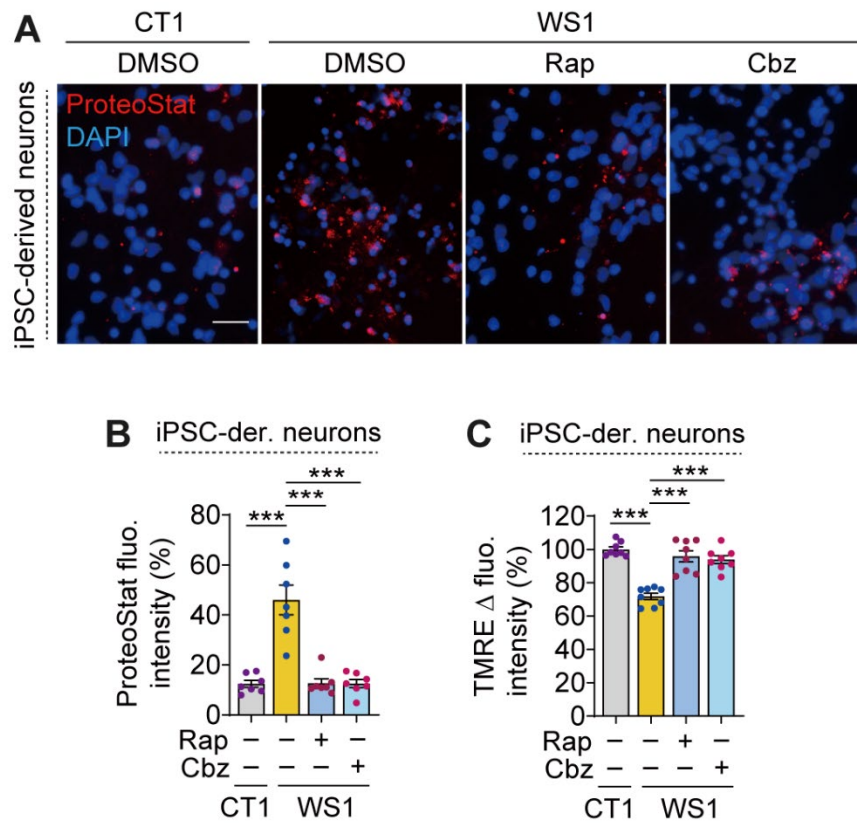 A
CT1
WS1
DMSO
DMSO
Rap
Cbz
ProteoStat
DAPI
iPSC-derived neurons
B
iPSC-der. neurons
ProteoStat fluo.
intensity (%)
80
60
40
20
0
***
***
***
Rap
– – + –
Cbz
– – – +
CT1
WS1
C
iPSC-der. neurons
TMRE Δ fluo.
intensity (%)
120
100
80
60
40
20
0
***
***
***
Rap
– – + –
Cbz
– – – +
CT1
WS1